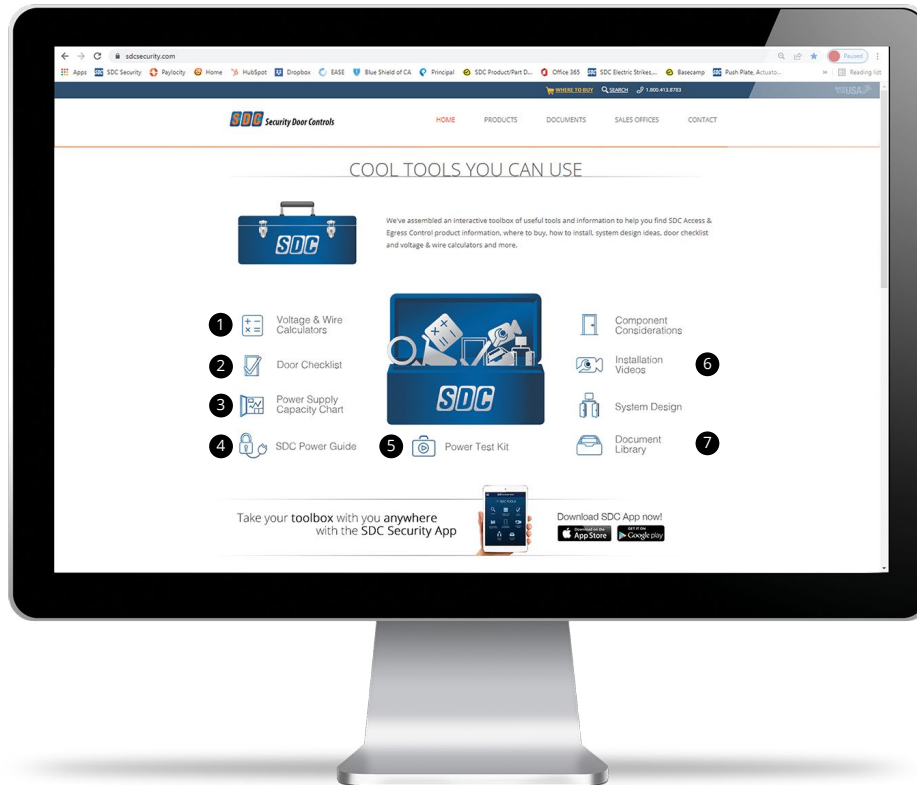 sdcsecurity.com
Paused
Apps SDC Security Paylocity Home HubSpot Dropbox EASE Blue Shield of CA Principal SDC Product/Part D... Office 365 SDC Electric Strikes,... Basecamp Push Plate, Actuato... » Reading list
WHERE TO BUY SEARCH 1.800.413.8783
USA
SDC Security Door Controls
HOME PRODUCTS DOCUMENTS SALES OFFICES CONTACT
COOL TOOLS YOU CAN USE
SDC
We've assembled an interactive toolbox of useful tools and information to help you find SDC Access &
Egress Control product information, where to buy, how to install, system design ideas, door checklist
and voltage & wire calculators and more.
1 Voltage & Wire
Calculators
2 Door Checklist
3 Power Supply
Capacity Chart
4 SDC Power Guide
SDC
5 Power Test Kit
Component
Considerations
Installation
Videos 6
System Design
Document
Library 7
Take your toolbox with you anywhere
with the SDC Security App
Download SDC App now!
Download on the
App Store
GET IT ON
Google play